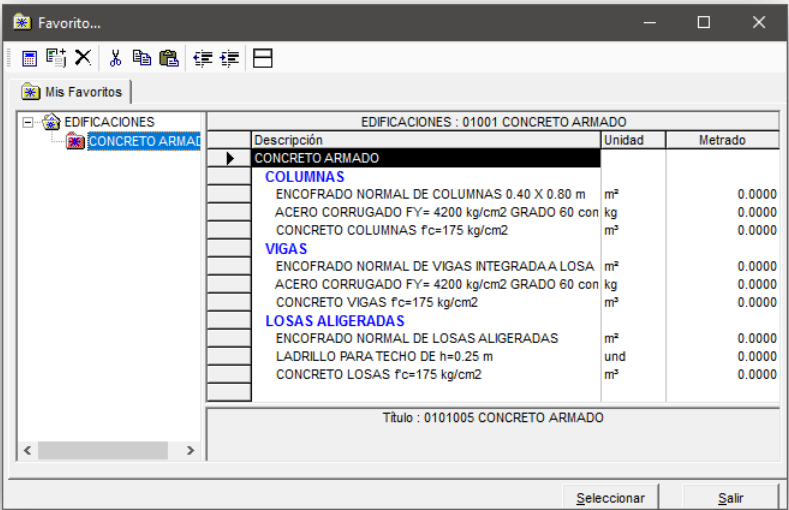 Favorito...
Mis Favoritos
EDIFICACIONES
CONCRETO ARMAD
EDIFICACIONES : 01001 CONCRETO ARMADO
Descripción Unidad Metrado
CONCRETO ARMADO
COLUMNAS
ENCOFRADO NORMAL DE COLUMNAS 0.40 X 0.80 m m² 0.0000
ACERO CORRUGADO FY= 4200 kg/cm2 GRADO 60 con kg 0.0000
CONCRETO COLUMNAS f'c=175 kg/cm2 m³ 0.0000
VIGAS
ENCOFRADO NORMAL DE VIGAS INTEGRADA A LOSA m² 0.0000
ACERO CORRUGADO FY= 4200 kg/cm2 GRADO 60 con kg 0.0000
CONCRETO VIGAS f'c=175 kg/cm2 m³ 0.0000
LOSAS ALIGERADAS
ENCOFRADO NORMAL DE LOSAS ALIGERADAS m² 0.0000
LADRILLO PARA TECHO DE h=0.25 m und 0.0000
CONCRETO LOSAS f'c=175 kg/cm2 m³ 0.0000
Título : 0101005 CONCRETO ARMADO
Seleccionar Salir